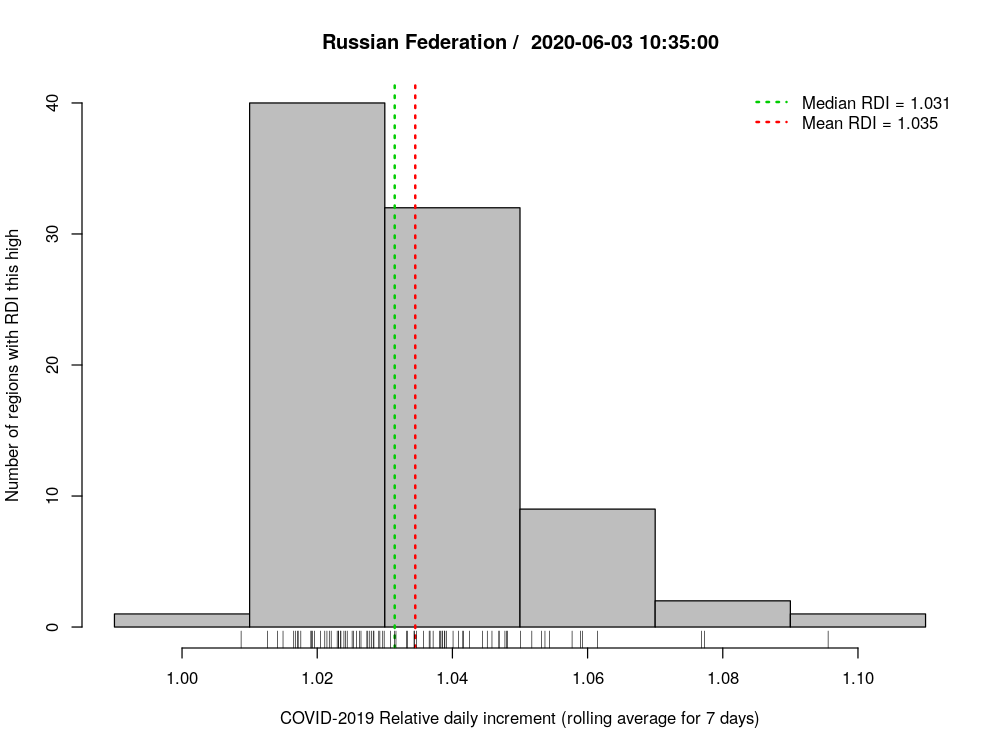 Russian Federation /  2020-06-03 10:35:00
Median RDI = 1.031
Mean RDI = 1.035
Number of regions with RDI this high
40
30
20
10
0
1.00 1.02 1.04 1.06 1.08 1.10
COVID-2019 Relative daily increment (rolling average for 7 days)